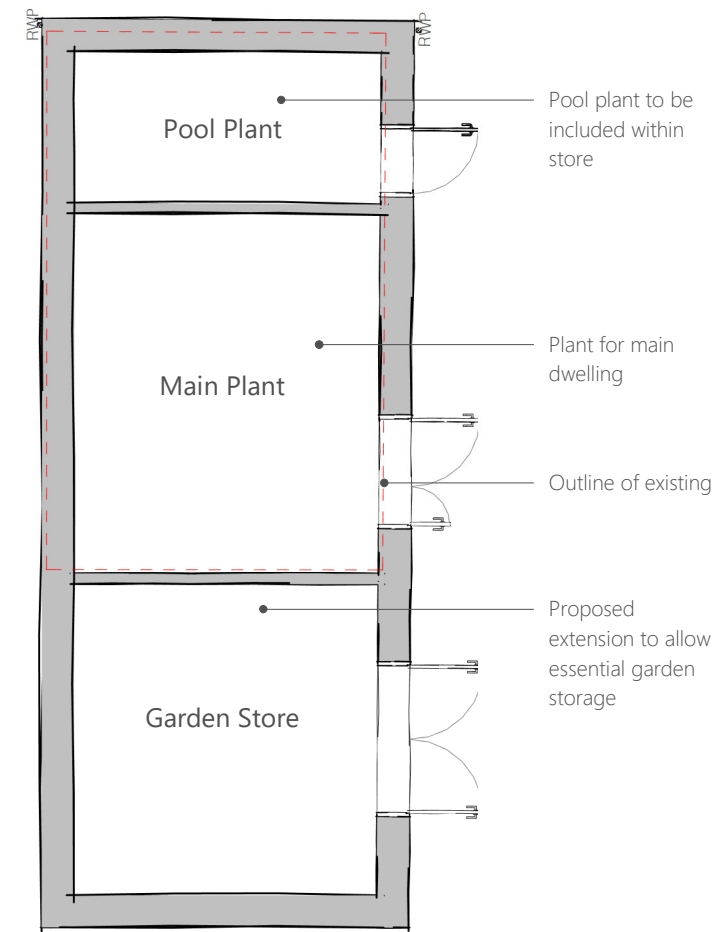 RWP
RWP
Pool Plant
Pool plant to be
included within
store
Main Plant
Plant for main
dwelling
Outline of existing
Proposed
extension to allow
essential garden
storage
Garden Store